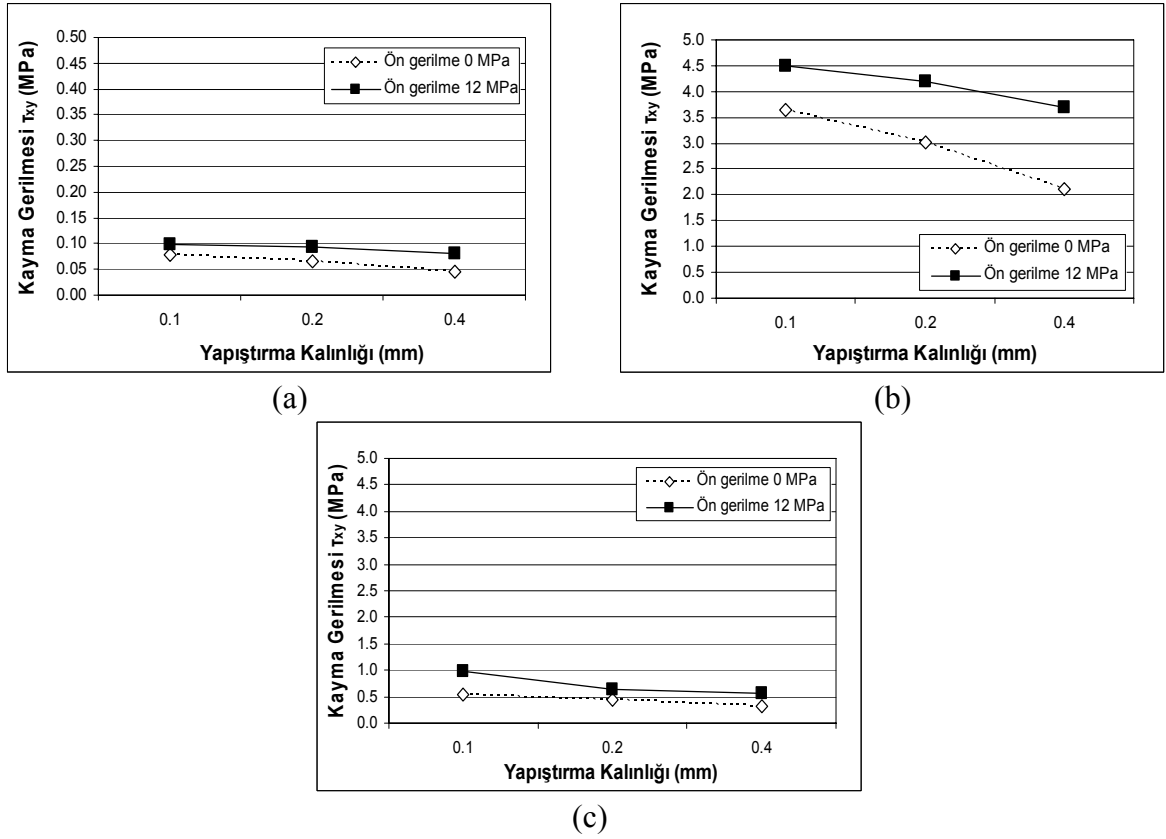 Kayma Gerilmesi τxy (MPa)
0.50
0.45
0.40
0.35
0.30
0.25
0.20
0.15
0.10
0.05
0.00
Ön gerilme 0 MPa
Ön gerilme 12 MPa
0.1 0.2 0.4
Yapıştırma Kalınlığı (mm)
(a)
Kayma Gerilmesi τxy (MPa)
5.0
4.5
4.0
3.5
3.0
2.5
2.0
1.5
1.0
0.5
0.0
Ön gerilme 0 MPa
Ön gerilme 12 MPa
0.1 0.2 0.4
Yapıştırma Kalınlığı (mm)
(b)
Kayma Gerilmesi τxy (MPa)
5.0
4.5
4.0
3.5
3.0
2.5
2.0
1.5
1.0
0.5
0.0
Ön gerilme 0 MPa
Ön gerilme 12 MPa
0.1 0.2 0.4
Yapıştırma Kalınlığı (mm)
(c)